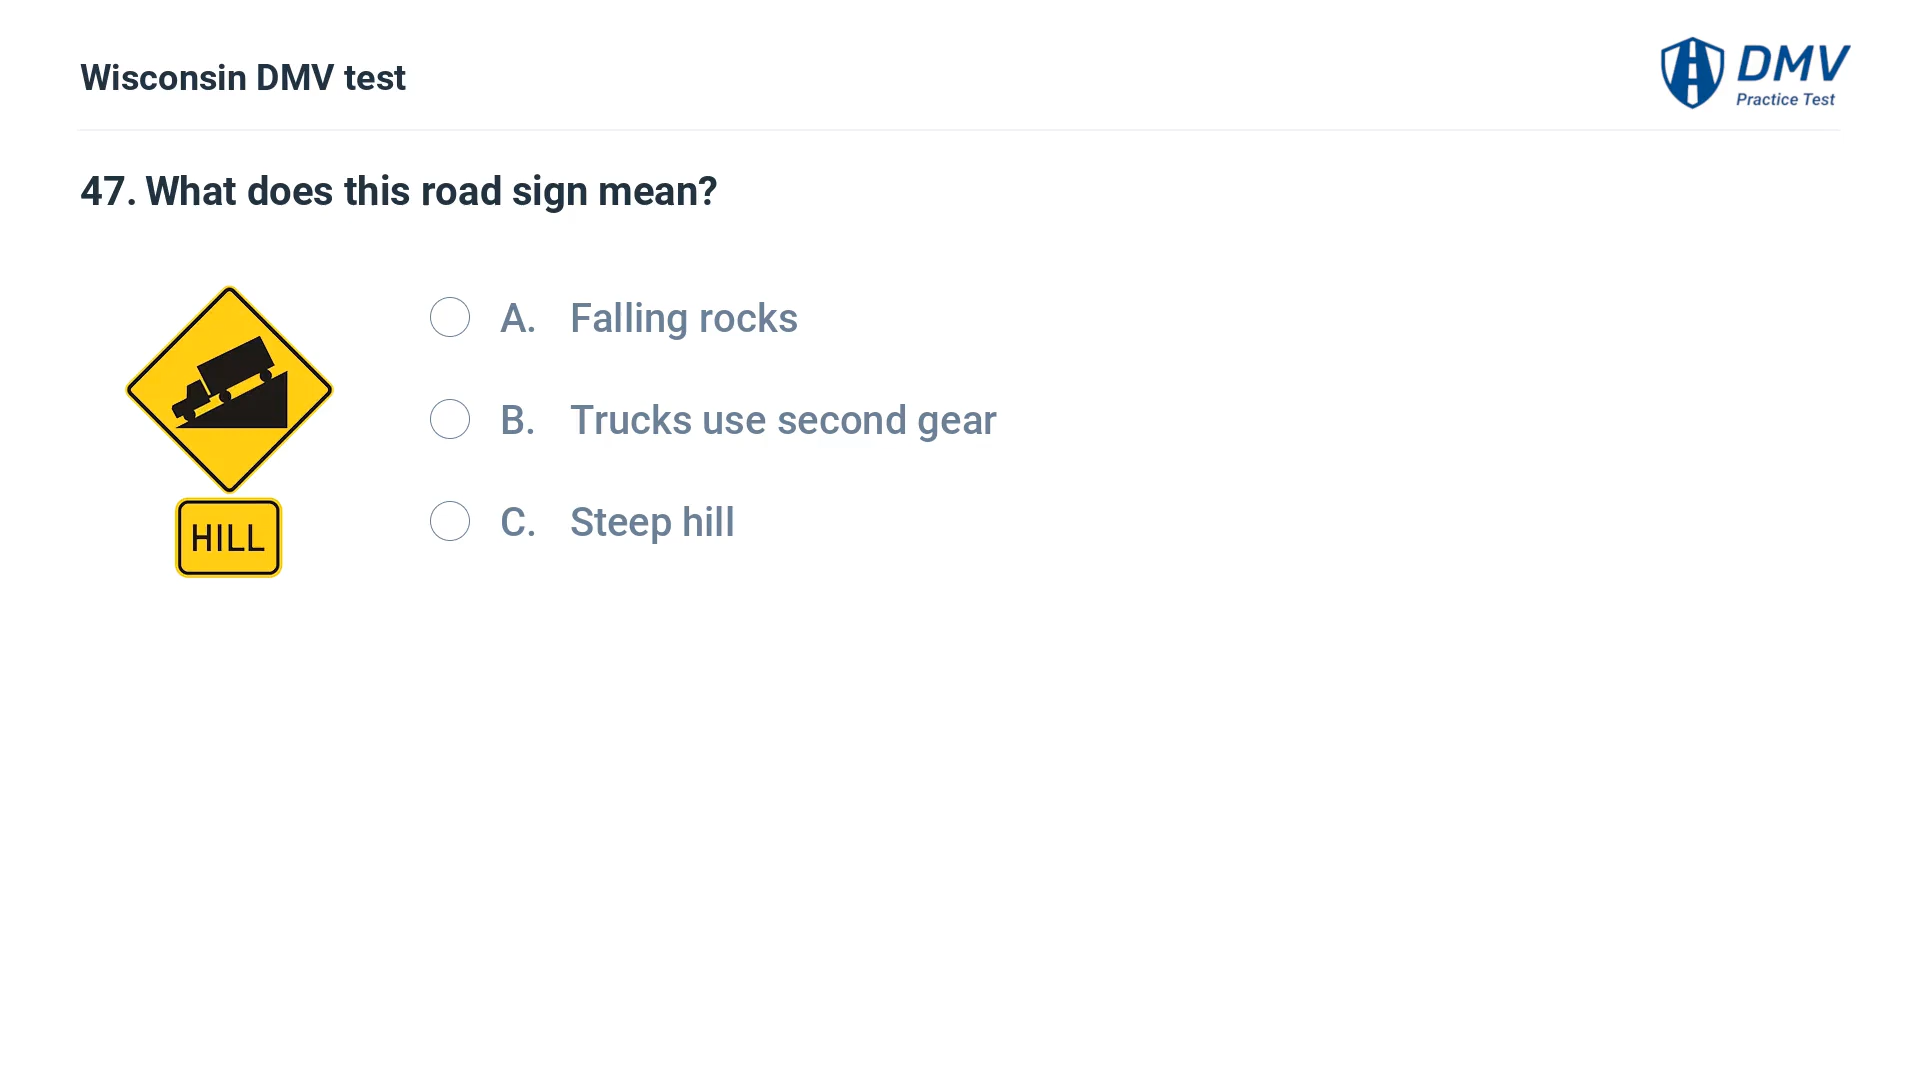 Wisconsin DMV test
DMV
Practice Test
47. What does this road sign mean?
A. Falling rocks
B. Trucks use second gear
C. Steep hill
HILL